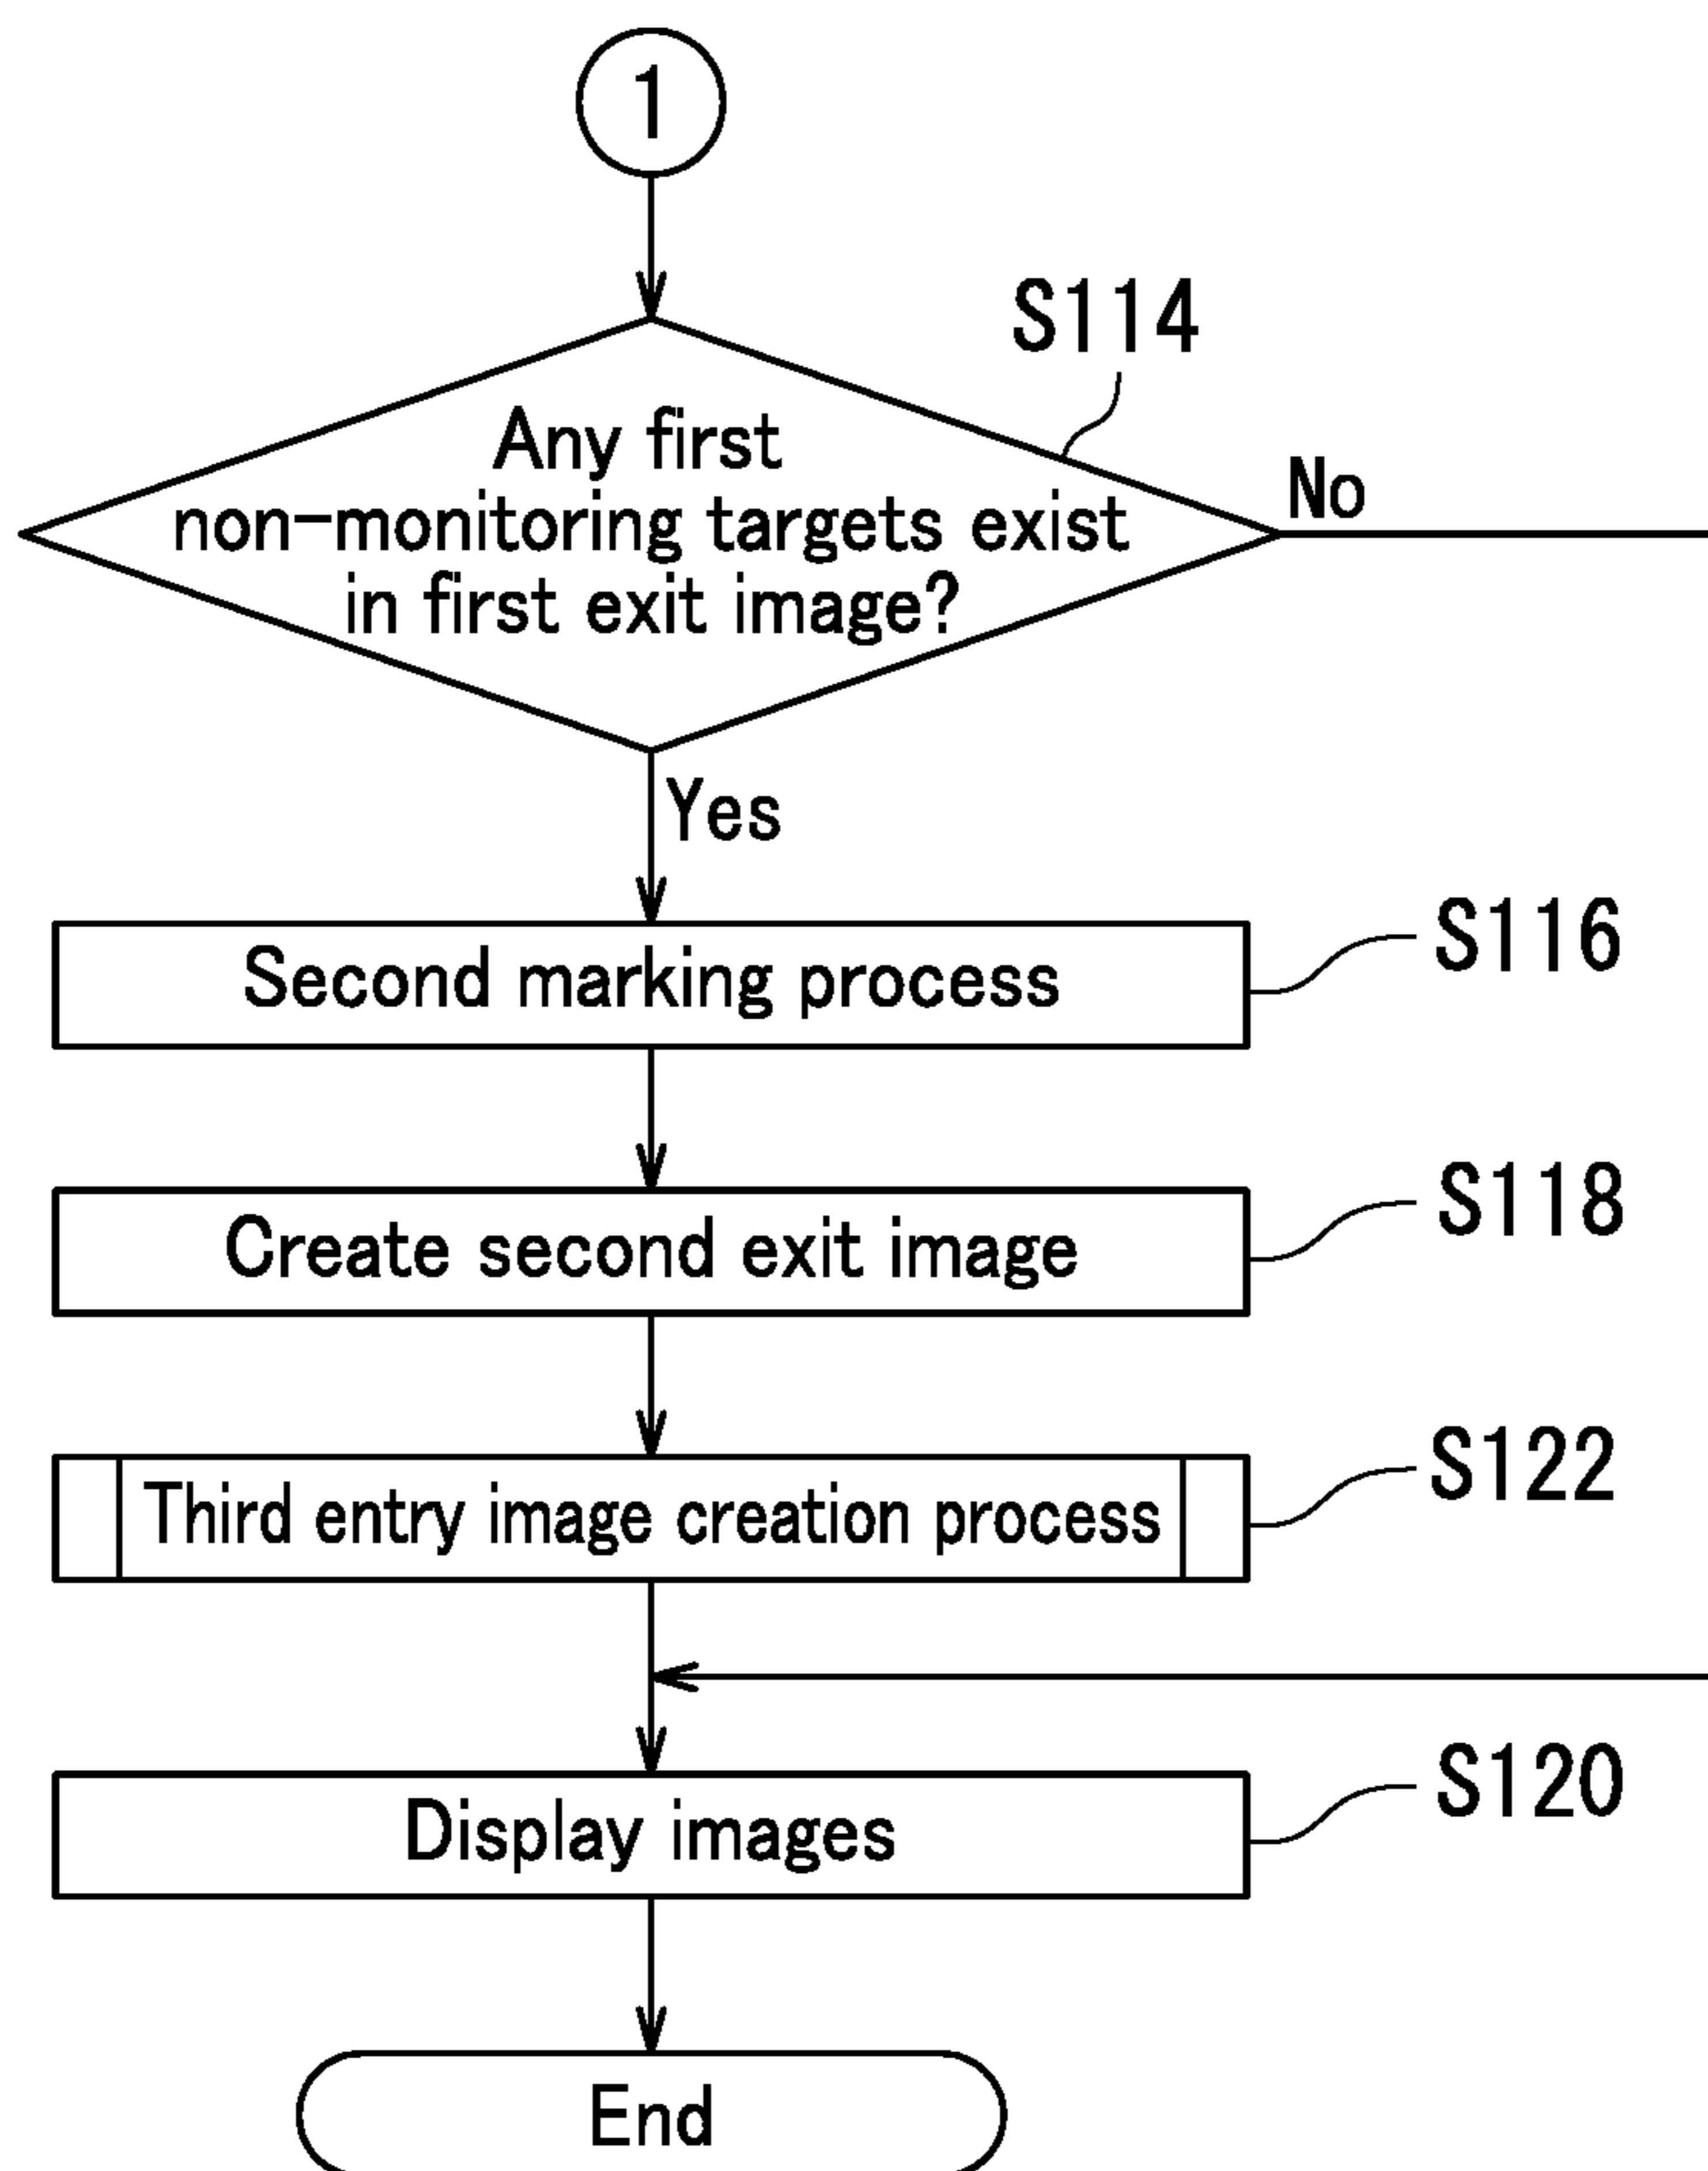 1
S114
Any first
non-monitoring targets exist
in first exit image?
No
Yes
Second marking process
S116
Create second exit image
S118
Third entry image creation process
S122
Display images
S120
End